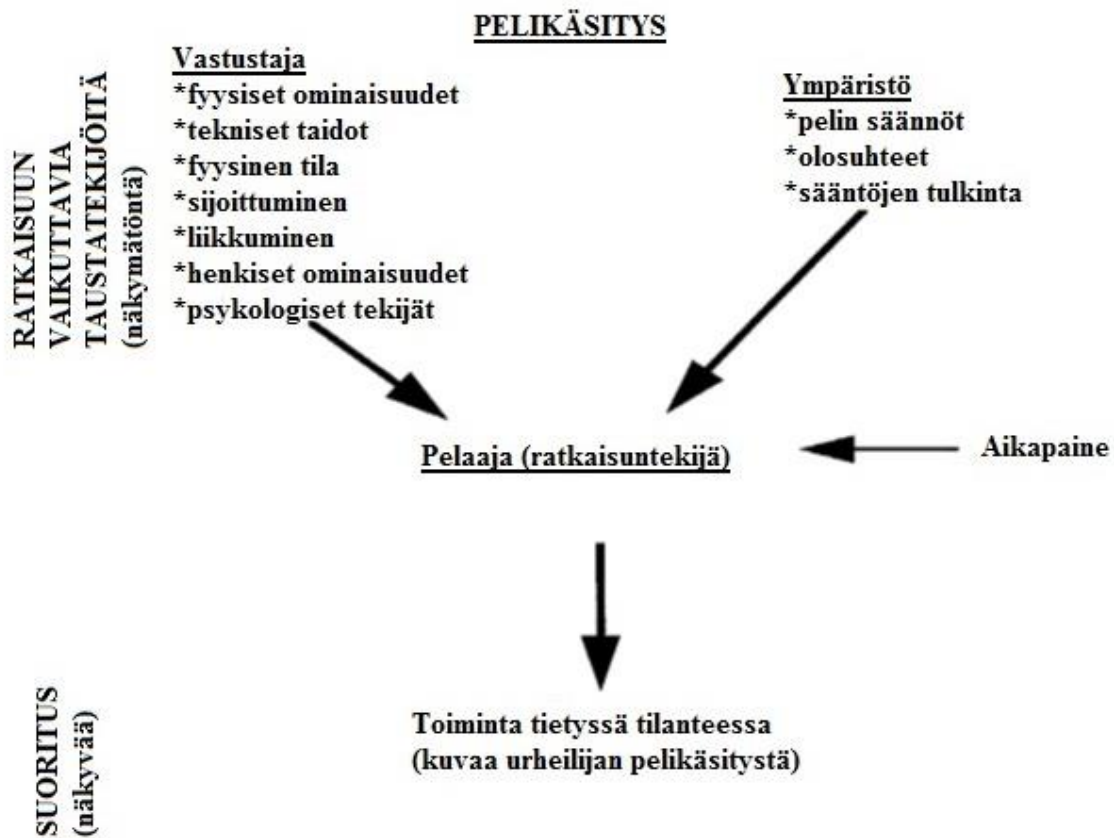 PELIKÄSITYS
RATKAISUUN
VAIKUTTAVIA
TAUSTATEKIJÖITÄ
(näkymätöntä)
Vastustaja
*fyysiset ominaisuudet
*tekniset taidot
*fyysinen tila
*sijoittuminen
*liikkuminen
*henkiset ominaisuudet
*psykologiset tekijät
Ympäristö
*pelin säännöt
*olosuhteet
*sääntöjen tulkinta
Pelaaja (ratkaisuntekijä)
Aikapaine
SUORITUS
(näkyvää)
Toiminta tietyssä tilanteessa
(kuvaa urheilijan pelikäsitystä)